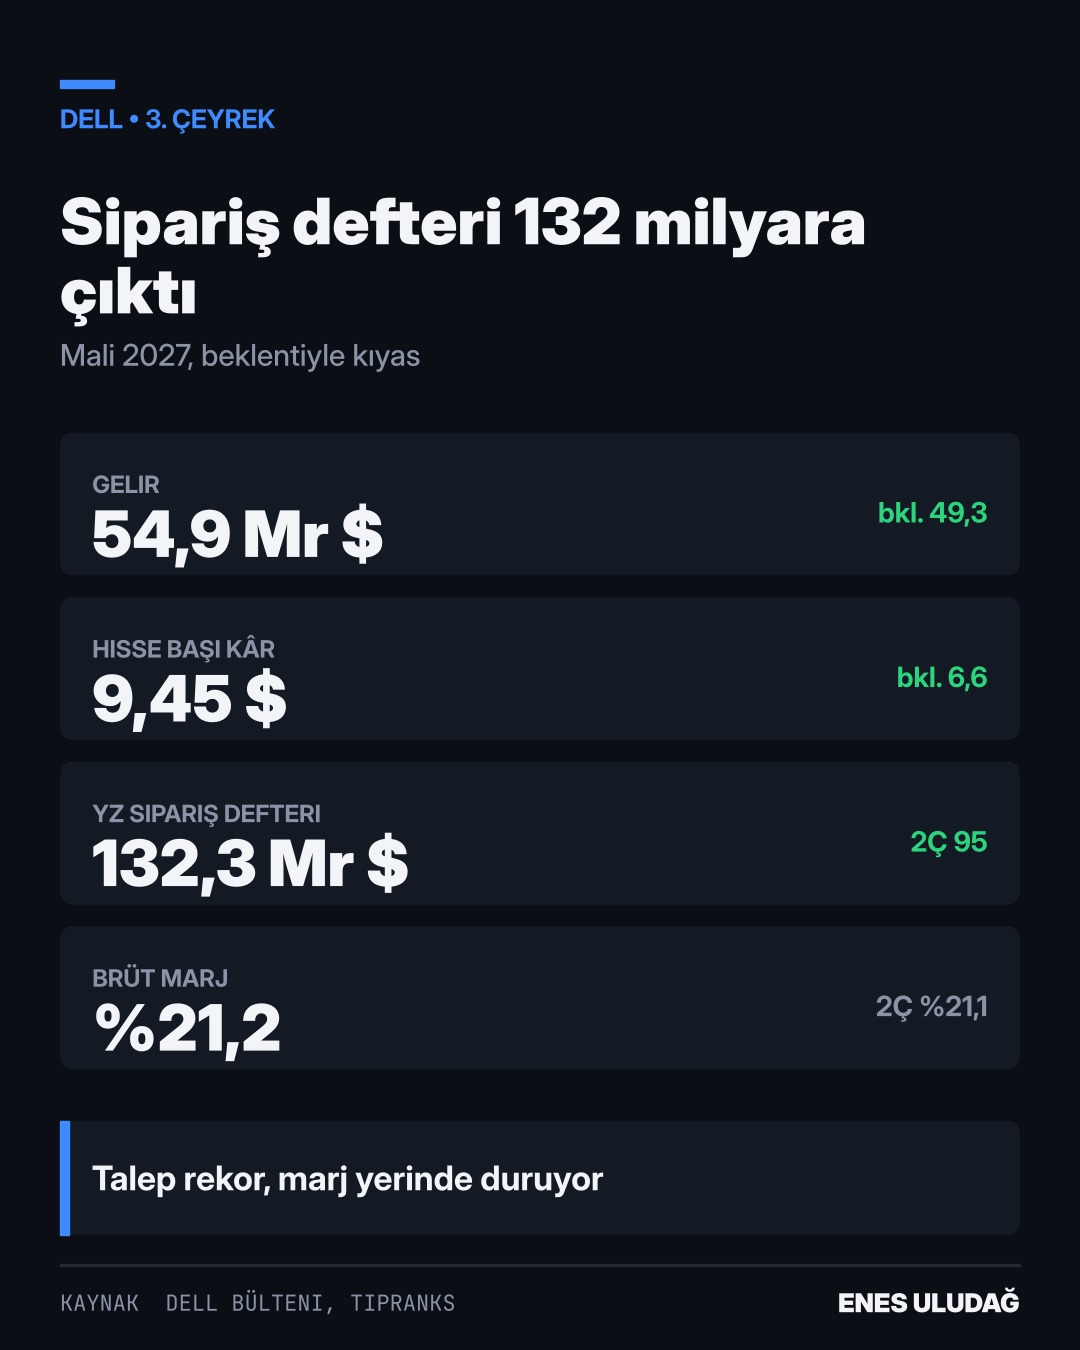 DELL • 3. ÇEYREK
Sipariş defteri 132 milyara
çıktı
Mali 2027, beklentiyle kıyas
GELIR
54,9 Mr $
bkl. 49,3
HISSE BAŞI KÂR
9,45 $
bkl. 6,6
YZ SIPARIŞ DEFTERI
132,3 Mr $
2Ç 95
BRÜT MARJ
%21,2
2Ç %21,1
Talep rekor, marj yerinde duruyor
KAYNAK DELL BÜLTENI, TIPRANKS
ENES ULUDAĞ